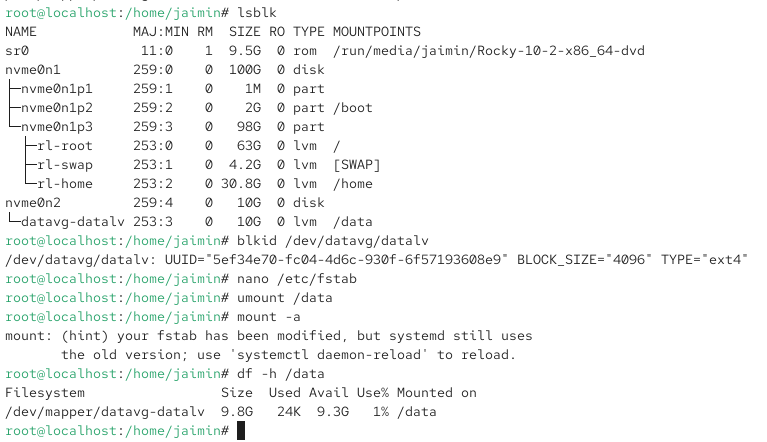 root@localhost:/home/jaimin# lsblk
NAME            MAJ:MIN RM  SIZE RO TYPE MOUNTPOINTS
sr0              11:0    1  9.5G  0 rom  /run/media/jaimin/Rocky-10-2-x86_64-dvd
nvme0n1         259:0    0  100G  0 disk
├─nvme0n1p1     259:1    0    1M  0 part
├─nvme0n1p2     259:2    0    2G  0 part /boot
└─nvme0n1p3     259:3    0   98G  0 part
  ├─rl-root     253:0    0   63G  0 lvm  /
  ├─rl-swap     253:1    0  4.2G  0 lvm  [SWAP]
  └─rl-home     253:2    0 30.8G  0 lvm  /home
nvme0n2         259:4    0   10G  0 disk
└─datavg-datalv 253:3    0   10G  0 lvm  /data
root@localhost:/home/jaimin# blkid /dev/datavg/datalv
/dev/datavg/datalv: UUID="5ef34e70-fc04-4d6c-930f-6f57193608e9" BLOCK_SIZE="4096" TYPE="ext4"
root@localhost:/home/jaimin# nano /etc/fstab
root@localhost:/home/jaimin# umount /data
root@localhost:/home/jaimin# mount -a
mount: (hint) your fstab has been modified, but systemd still uses
       the old version; use 'systemctl daemon-reload' to reload.
root@localhost:/home/jaimin# df -h /data
Filesystem                 Size  Used Avail Use% Mounted on
/dev/mapper/datavg-datalv  9.8G   24K  9.3G   1% /data
root@localhost:/home/jaimin#